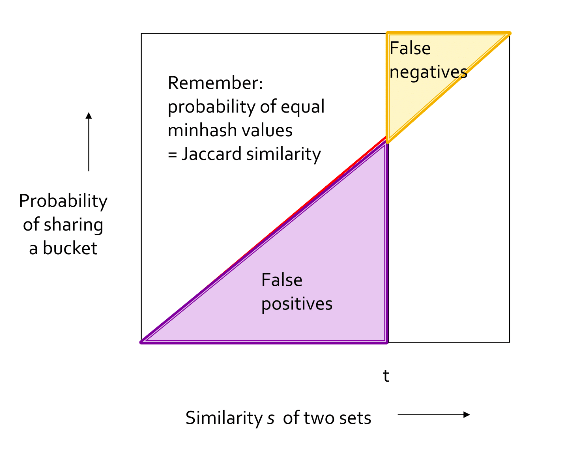 False
negatives
Remember:
probability of equal
minhash values
= Jaccard similarity
Probability
of sharing
a bucket
False
positives
t
Similarity s of two sets